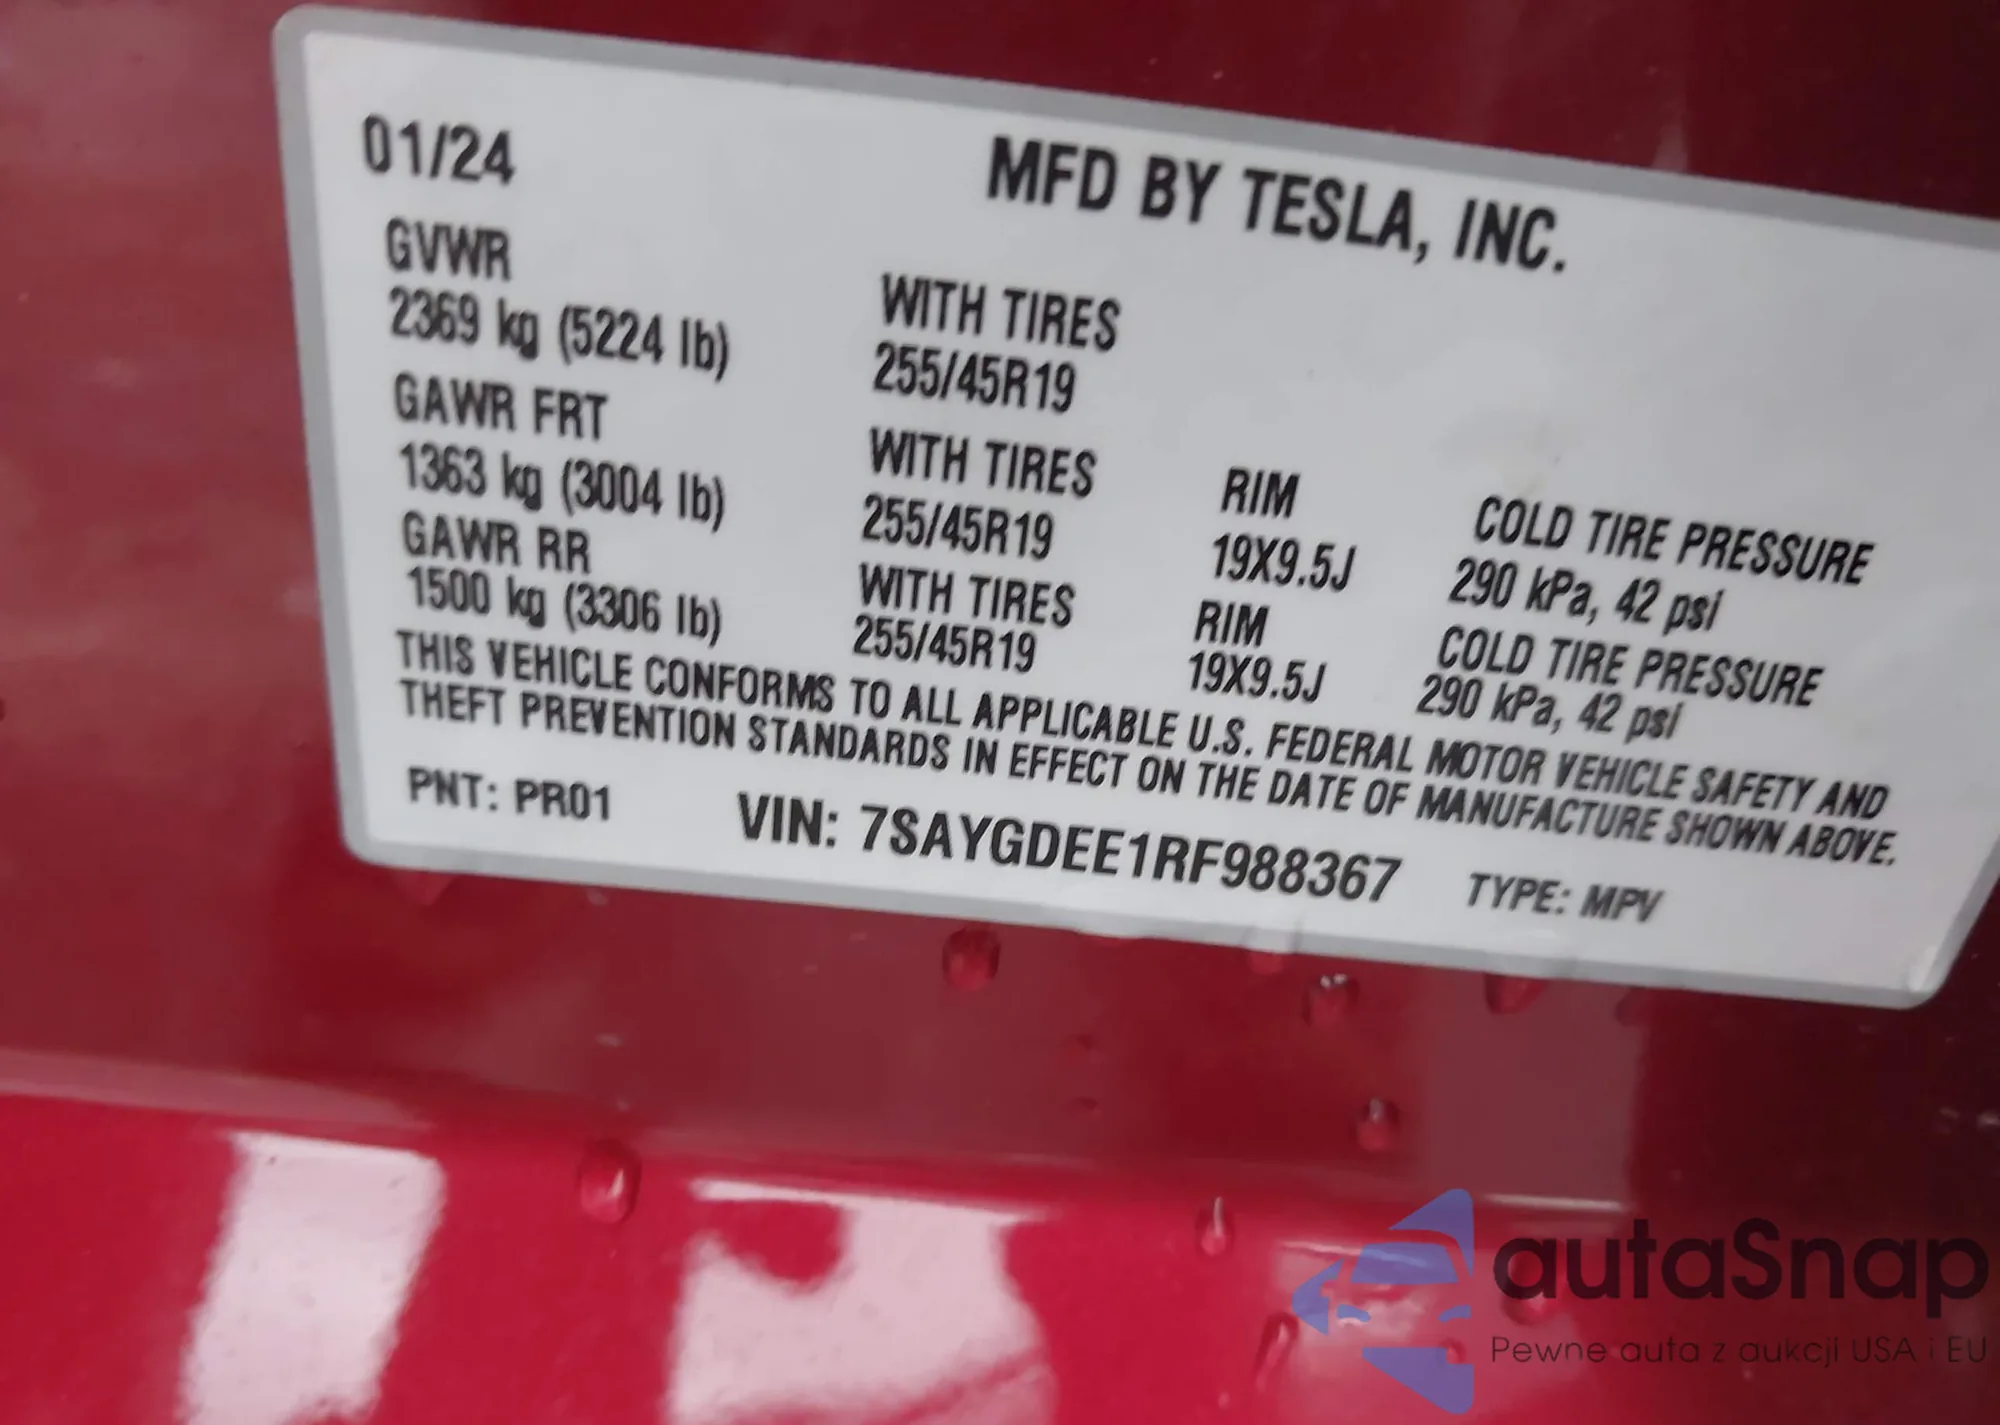 01/24
MFD BY TESLA, INC.
GVWR
2369 kg (5224 lb)
WITH TIRES
255/45R19
GAWR FRT
1363 kg (3004 lb)
WITH TIRES
255/45R19
RIM
19X9.5J
COLD TIRE PRESSURE
290 kPa, 42 psi
GAWR RR
1500 kg (3306 lb)
WITH TIRES
255/45R19
RIM
19X9.5J
COLD TIRE PRESSURE
290 kPa, 42 psi
THIS VEHICLE CONFORMS TO ALL APPLICABLE U.S. FEDERAL MOTOR VEHICLE SAFETY AND
THEFT PREVENTION STANDARDS IN EFFECT ON THE DATE OF MANUFACTURE SHOWN ABOVE.
PNT: PR01
VIN: 7SAYGDEE1RF988367
TYPE: MPV
autaSnap
Pewne auta z aukcji USA i EU